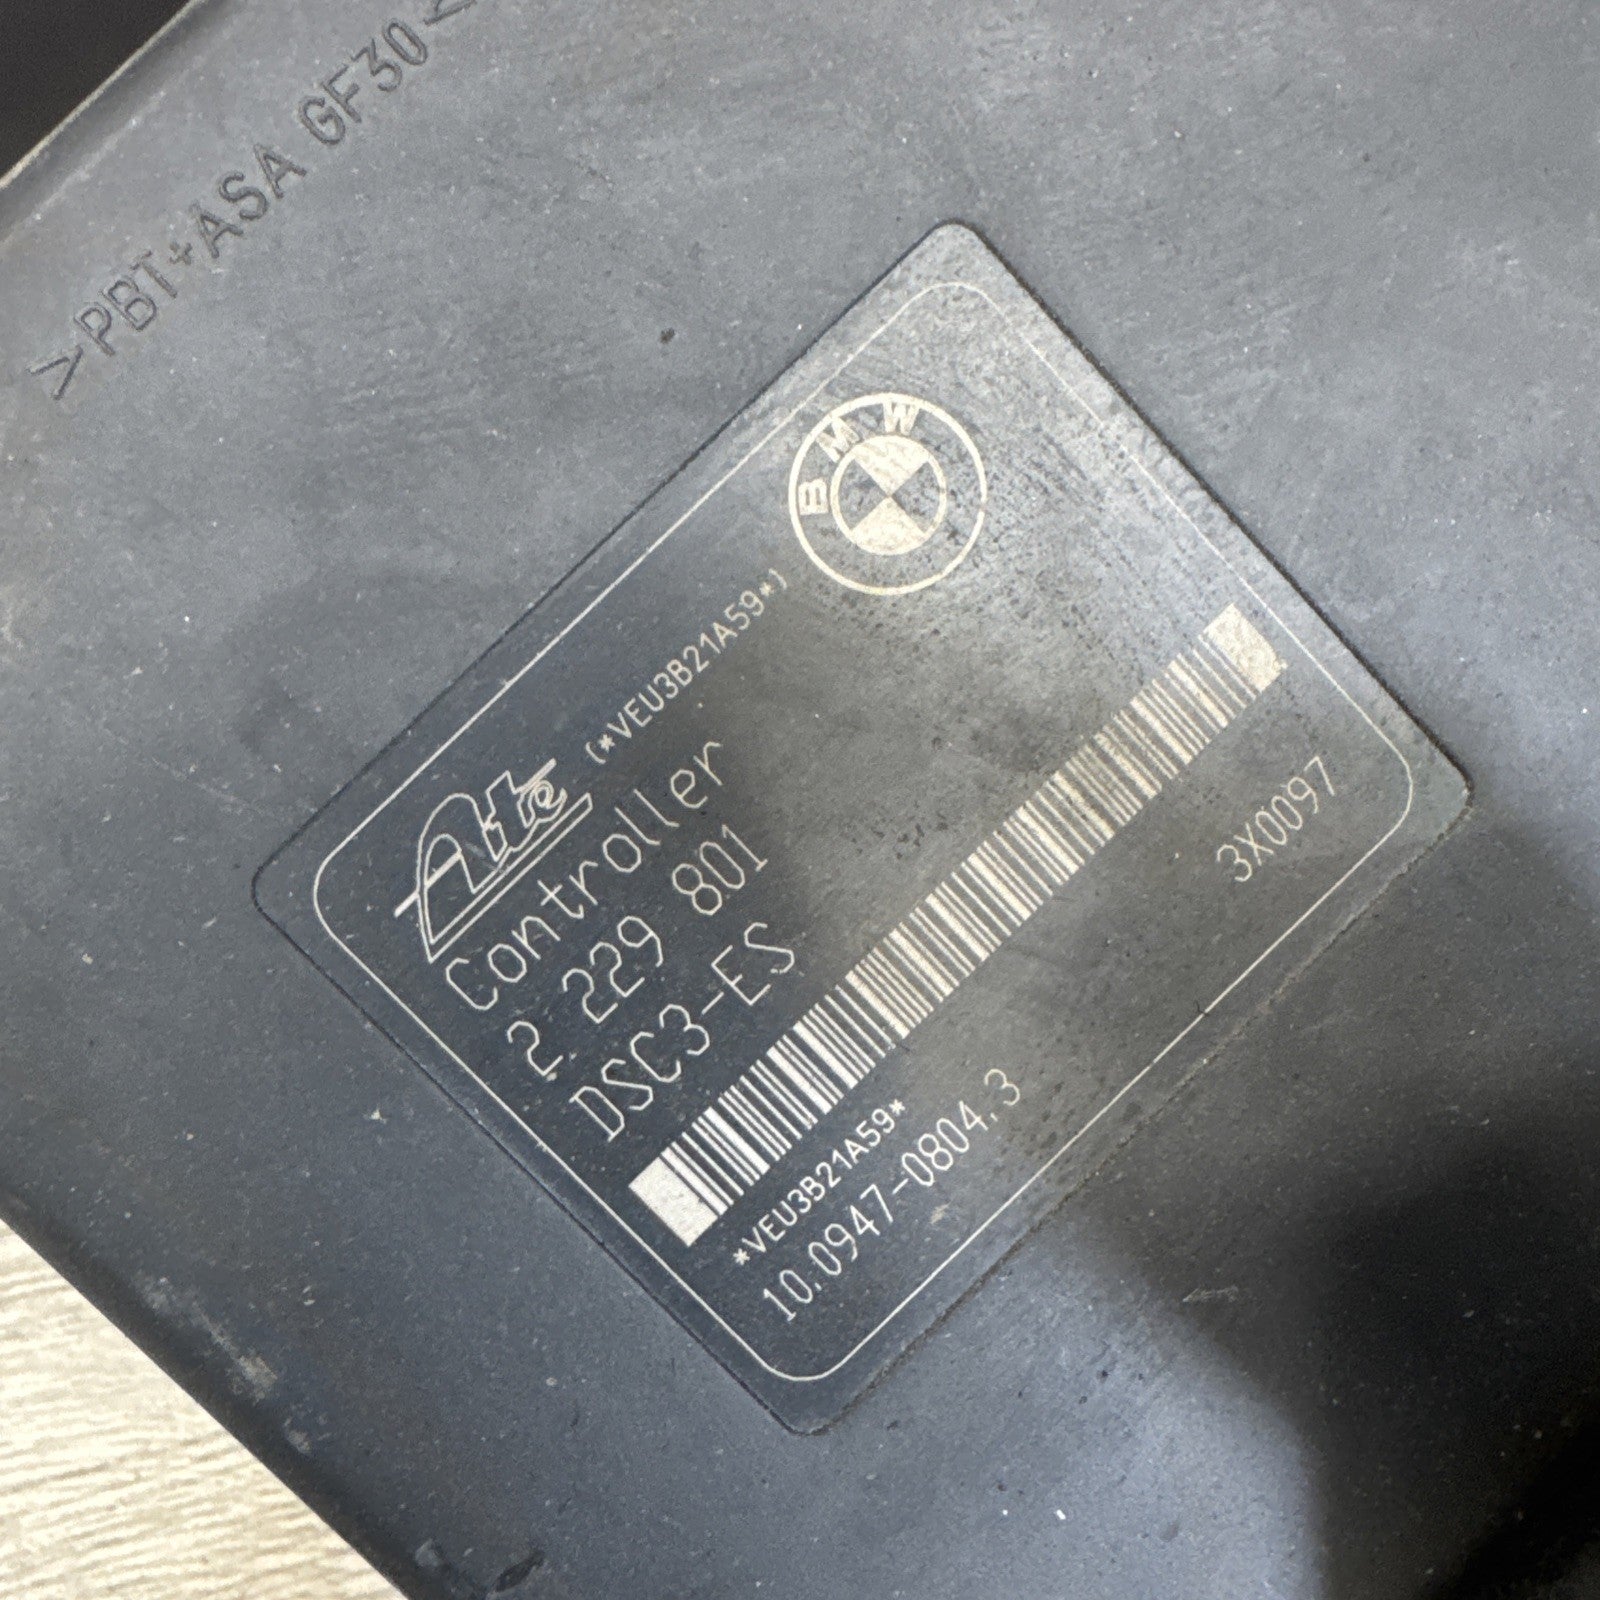 >PBT+ASA GF30<
BMW
Ate (*VEU3B21A59*)
Controller
2 229 801
DSC3-ES
*VEU3B21A59*
3X0097
10.0947-0804.3